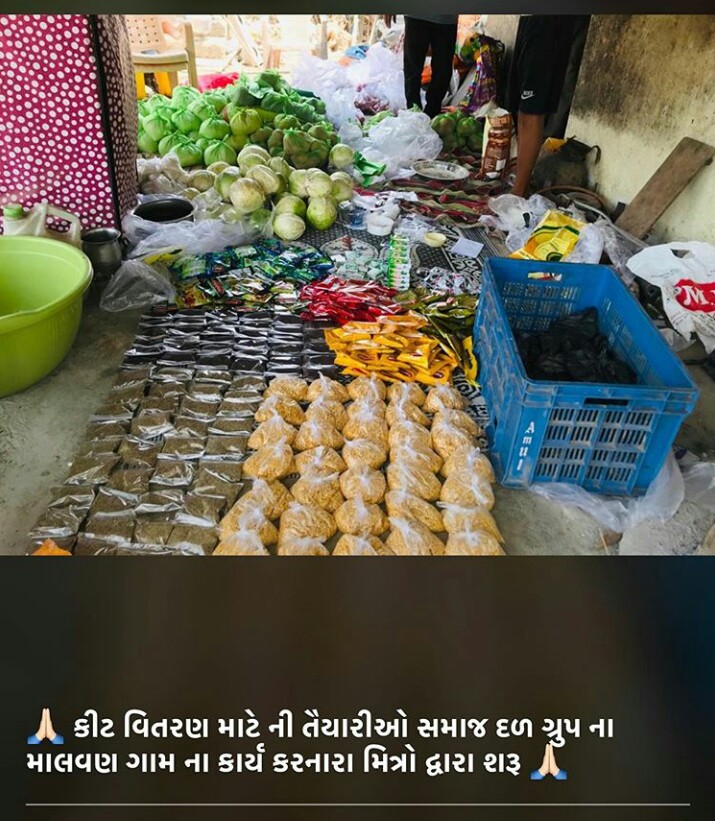 Amul
M
🙏🏻 કીટ વિતરણ માટે ની તૈયારીઓ સમાજ દળ ગ્રુપ ના
માલવણ ગામ ના કાર્ય કરનારા મિત્રો દ્વારા શરૂ 🙏🏻